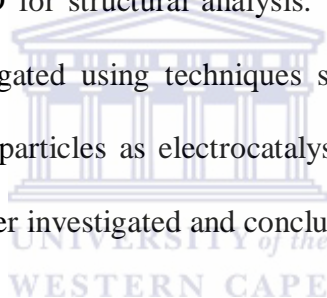 for structural analysis.
gated using techniques s
particles as electrocatalys
er investigated and conclu
UNIVERSITY of the
WESTERN CAPE